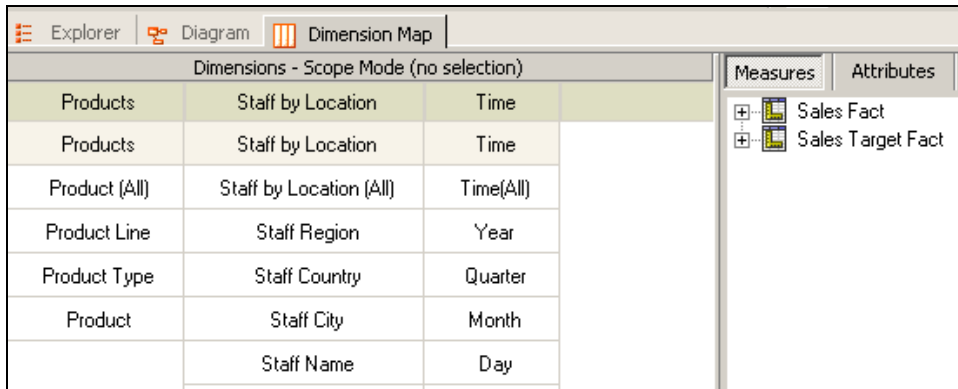 Explorer Diagram Dimension Map
Dimensions - Scope Mode (no selection)
Products Staff by Location Time
Products Staff by Location Time
Product (All) Staff by Location (All) Time(All)
Product Line Staff Region Year
Product Type Staff Country Quarter
Product Staff City Month
Staff Name Day
Measures Attributes
Sales Fact
Sales Target Fact